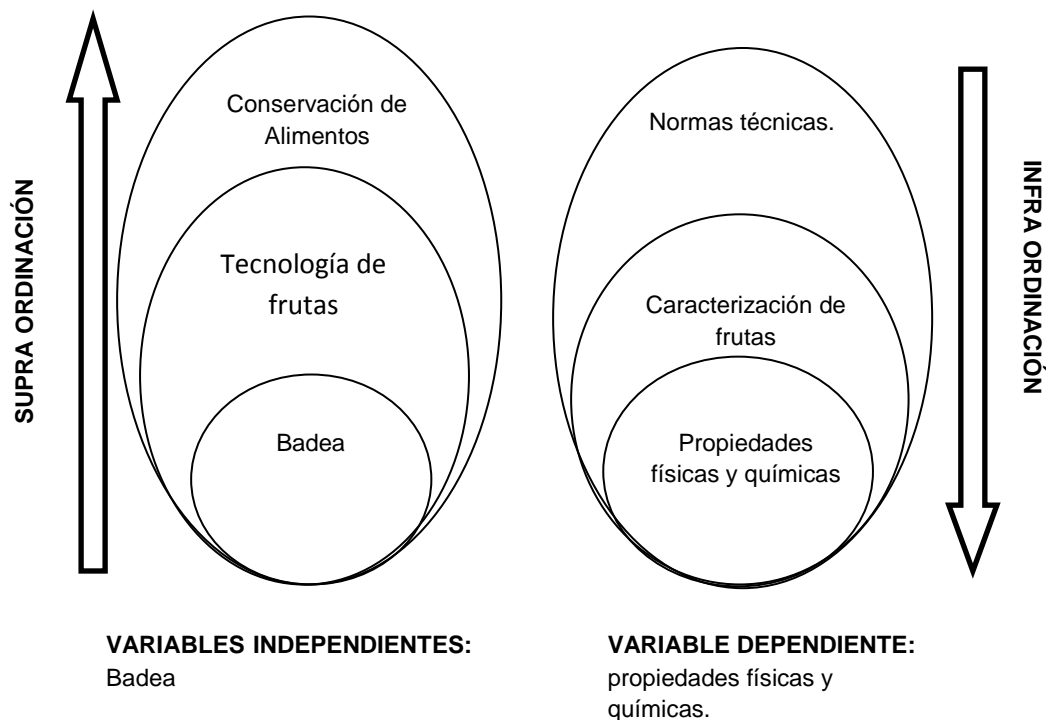 SUPRA ORDINACIÓN
Conservación de
Alimentos
Tecnología de
frutas
Badea
Normas técnicas.
Caracterización de
frutas
Propiedades
físicas y químicas
INFRA ORDINACIÓN
VARIABLES INDEPENDIENTES:
Badea
VARIABLE DEPENDIENTE:
propiedades físicas y
químicas.